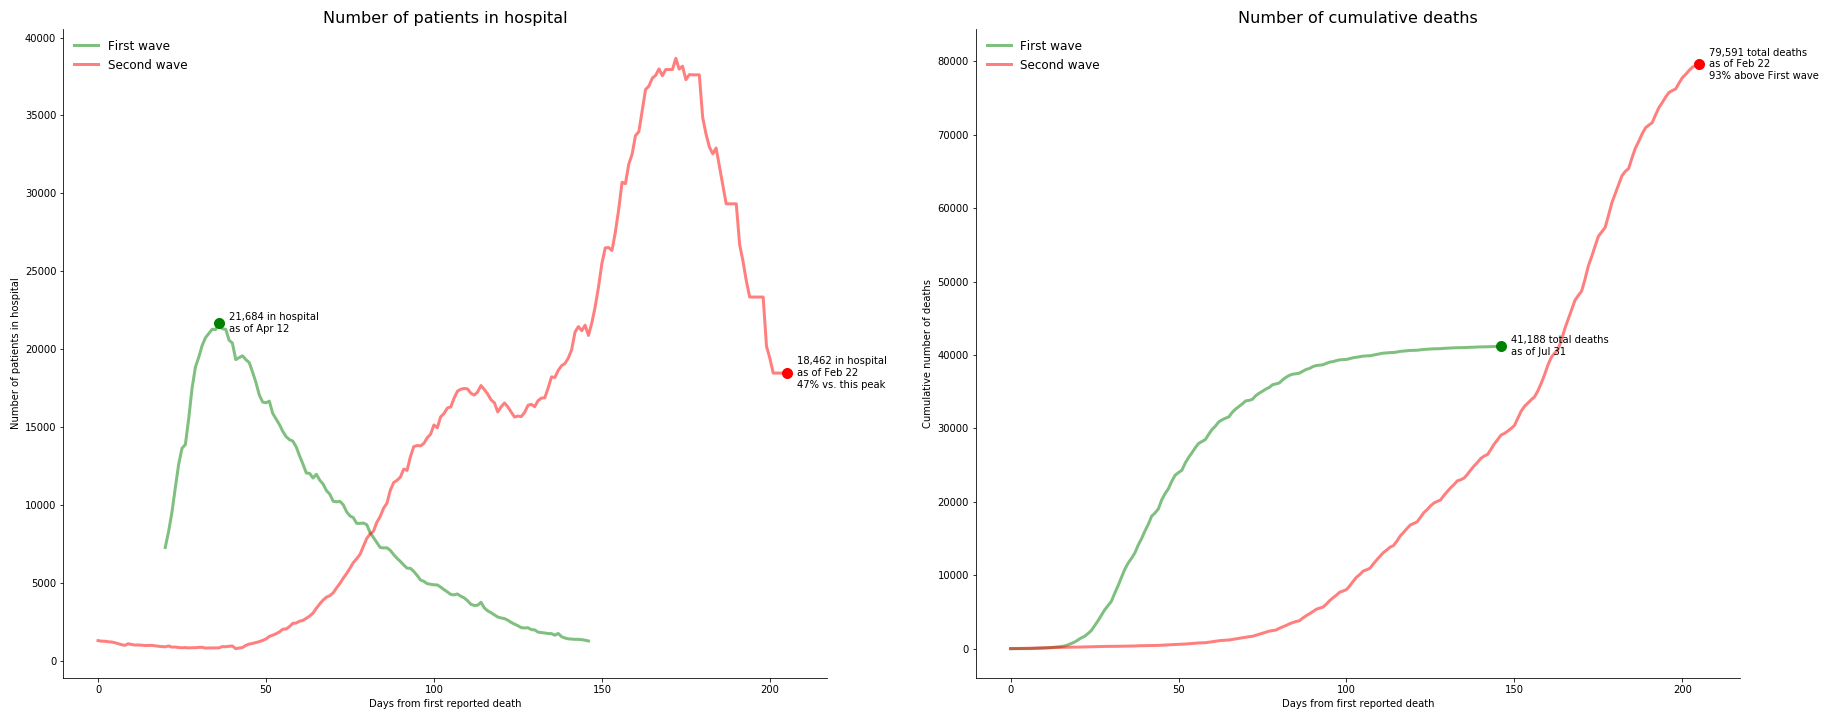 Number of patients in hospital
First wave
Second wave
40000
35000
30000
25000
20000
15000
10000
5000
0
Number of patients in hospital
21,684 in hospital
as of Apr 12
18,462 in hospital
as of Feb 22
47% vs. this peak
0
50
100
150
200
Days from first reported death
Number of cumulative deaths
First wave
Second wave
80000
70000
60000
50000
40000
30000
20000
10000
0
Cumulative number of deaths
79,591 total deaths
as of Feb 22
93% above First wave
41,188 total deaths
as of Jul 31
0
50
100
150
200
Days from first reported death